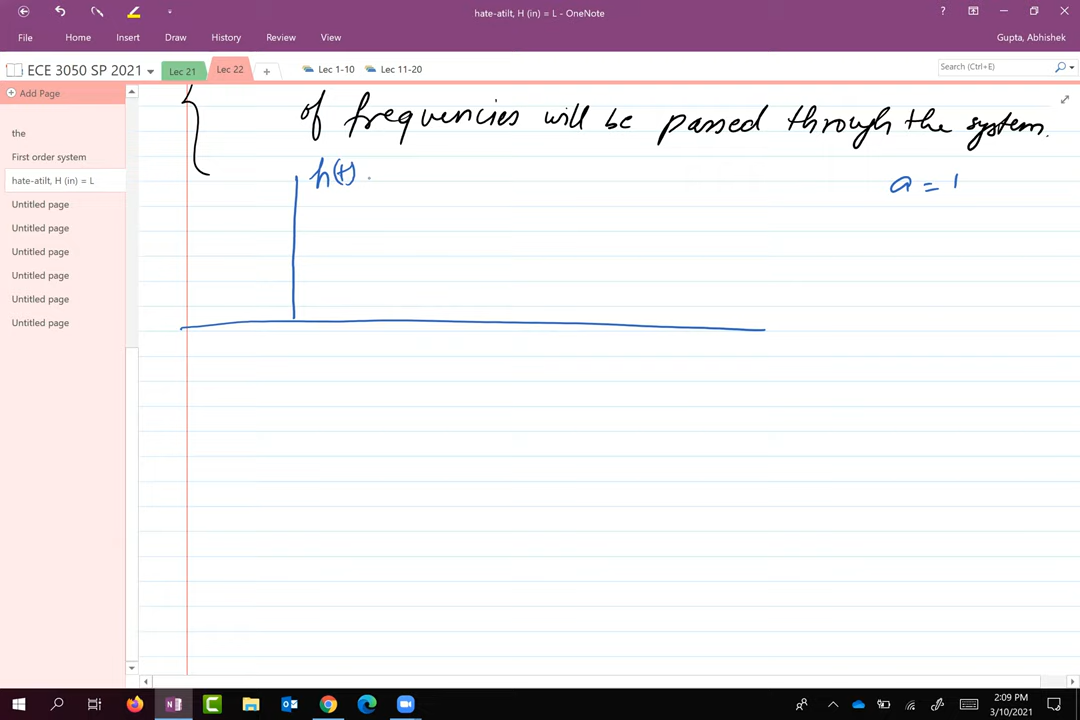 hate-atilt, H (in) = L - OneNote
?
File
Home
Insert
Draw
History
Review
View
Gupta, Abhishek
ECE 3050 SP 2021
Lec 21
Lec 22
Lec 1-10
Lec 11-20
Search (Ctrl+E)
Add Page
the
First order system
hate-atilt, H (in) = L
Untitled page
Untitled page
Untitled page
Untitled page
Untitled page
Untitled page
of frequencies will be passed through the system.
h(t)
a = 1
2:09 PM
3/10/2021